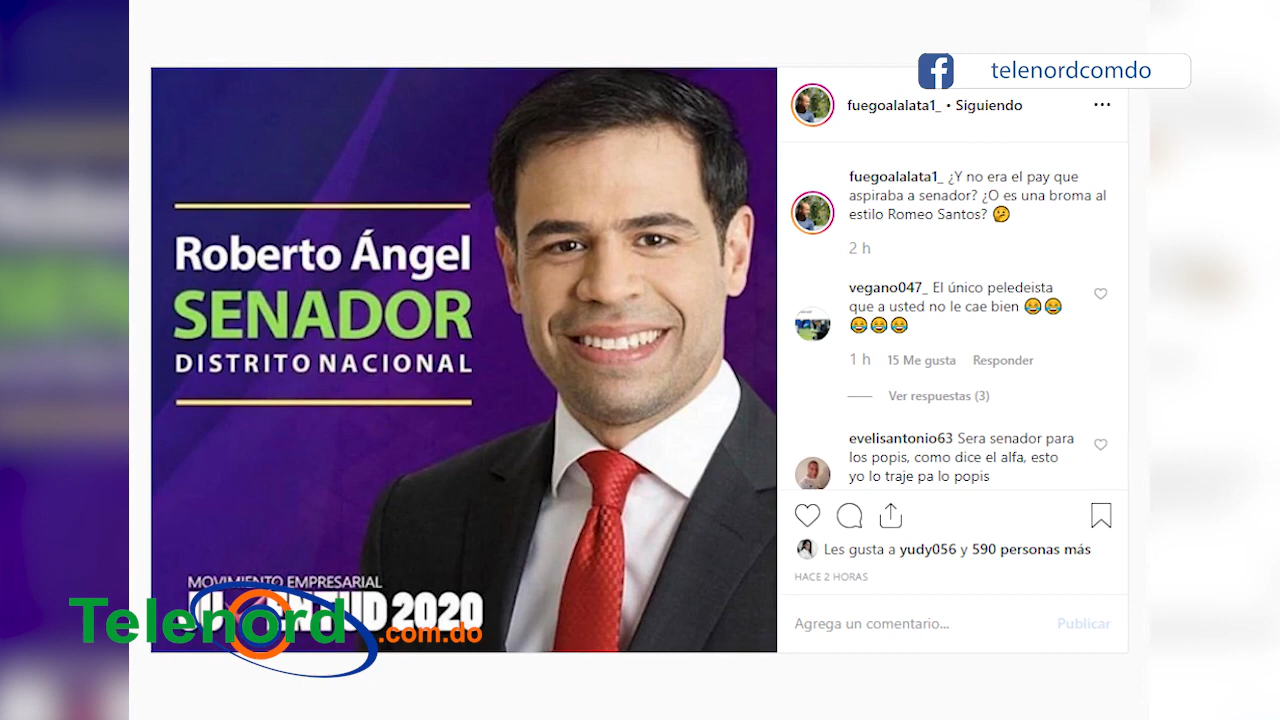 telenordcomdo
Roberto Ángel
SENADOR
DISTRITO NACIONAL
MOVIMIENTO EMPRESARIAL
JUVENTUD 2020
Telenord
.com.do
fuegoalalata1_ • Siguiendo
fuegoalalata1_ ¿Y no era el pay que
aspiraba a senador? ¿O es una broma al
estilo Romeo Santos? 🤔
2 h
vegano047_ El único peledeista
que a usted no le cae bien 😂😂
😂😂😂
1 h 15 Me gusta Responder
Ver respuestas (3)
evelisantonio63 Sera senador para
los popis, como dice el alfa, esto
yo lo traje pa lo popis
Les gusta a yudy056 y 590 personas más
HACE 2 HORAS
Agrega un comentario... Publicar